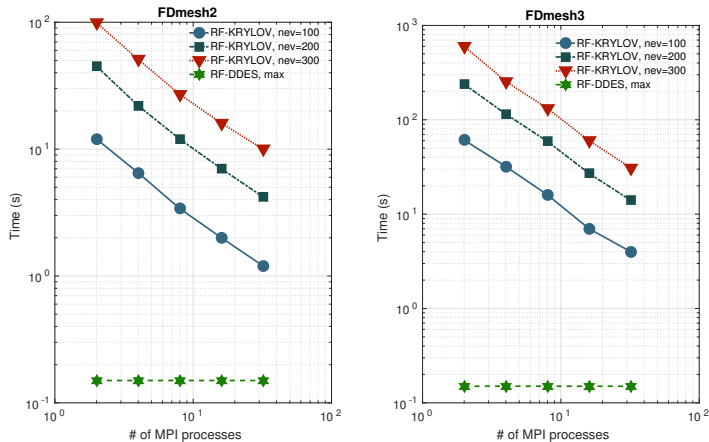 FDmesh2
10^2
10^1
10^0
10^-1
Time (s)
RF-KRYLOV, nev=100
RF-KRYLOV, nev=200
RF-KRYLOV, nev=300
RF-DDES, max
10^0
10^1
10^2
# of MPI processes
FDmesh3
10^3
10^2
10^1
10^0
10^-1
Time (s)
RF-KRYLOV, nev=100
RF-KRYLOV, nev=200
RF-KRYLOV, nev=300
RF-DDES, max
10^0
10^1
10^2
# of MPI processes